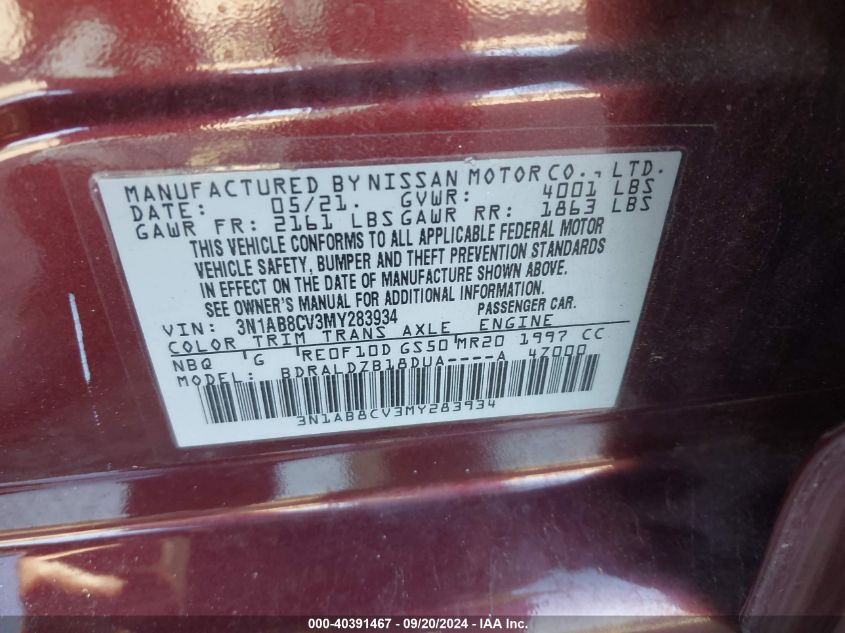 MANUFACTURED BY NISSAN MOTOR CO., LTD.
DATE: 05/21. GVWR: 4001 LBS
GAWR FR: 2161 LBS GAWR RR: 1863 LBS
THIS VEHICLE CONFORMS TO ALL APPLICABLE FEDERAL MOTOR
VEHICLE SAFETY, BUMPER AND THEFT PREVENTION STANDARDS
IN EFFECT ON THE DATE OF MANUFACTURE SHOWN ABOVE.
SEE OWNER'S MANUAL FOR ADDITIONAL INFORMATION.
VIN: 3N1AB8CV3MY283934 PASSENGER CAR.
COLOR TRIM TRANS AXLE ENGINE
NBQ G RE0F10D GS50 MR20 1997 CC
MODEL: BDRALDZB18DUA----A 4Z000
3N1AB8CV3MY283934
000-40391467 - 09/20/2024 - IAA, Inc.